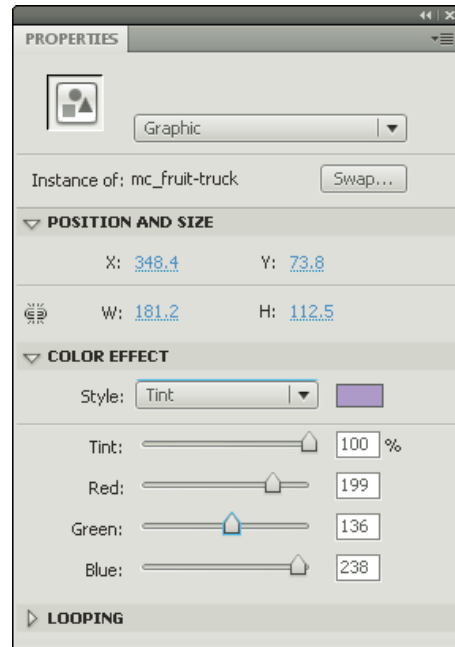 PROPERTIES
Graphic
Instance of: mc_fruit-truck Swap...
POSITION AND SIZE
X: 348.4 Y: 73.8
W: 181.2 H: 112.5
COLOR EFFECT
Style: Tint
Tint: 100 %
Red: 199
Green: 136
Blue: 238
LOOPING